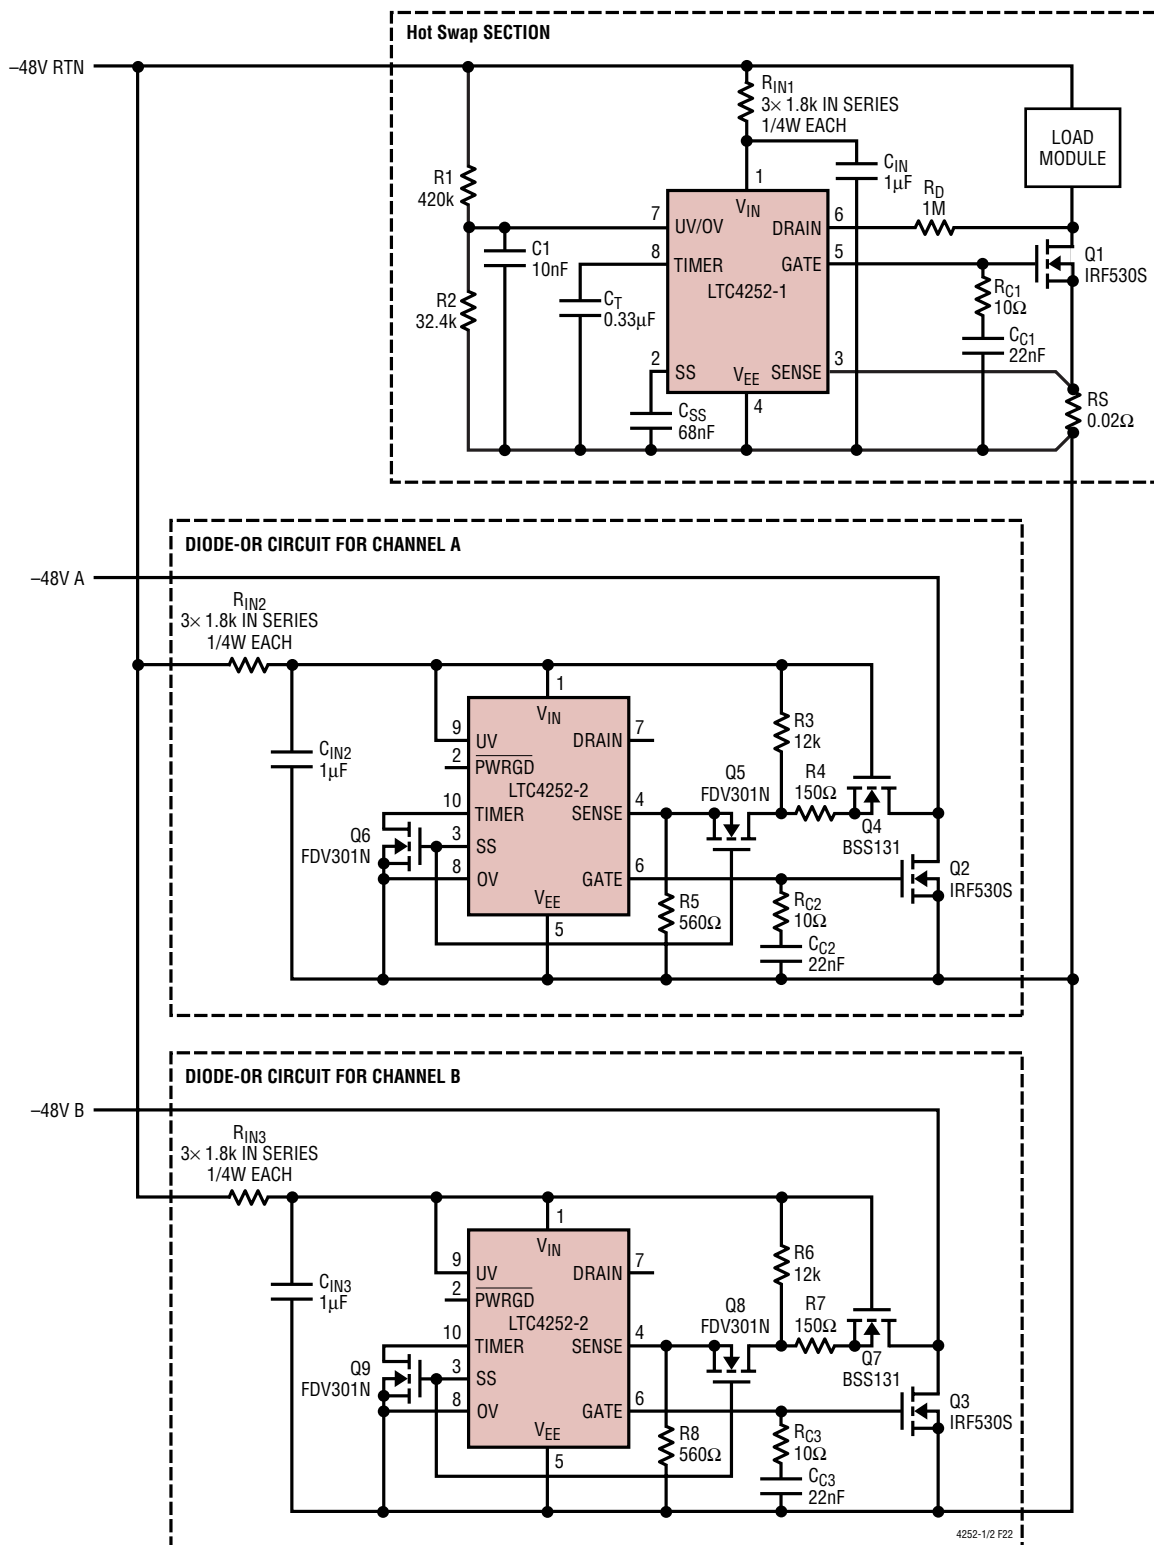 Hot Swap SECTION
–48V RTN
RIN1
3× 1.8k IN SERIES
1/4W EACH
LOAD
MODULE
CIN
1µF
R1
420k
1
RD
1M
VIN
7
UV/OV
DRAIN
6
C1
10nF
8
TIMER
GATE
5
Q1
IRF530S
LTC4252-1
RC1
10Ω
R2
32.4k
CT
0.33µF
CC1
22nF
2
SS
VEE
SENSE
3
4
RS
0.02Ω
CSS
68nF
DIODE-OR CIRCUIT FOR CHANNEL A
–48V A
RIN2
3× 1.8k IN SERIES
1/4W EACH
1
VIN
R3
12k
9
UV
DRAIN
7
CIN2
1µF
2
PWRGD
LTC4252-2
Q5
FDV301N
R4
150Ω
10
TIMER
SENSE
4
Q4
BSS131
Q6
FDV301N
3
SS
8
OV
GATE
6
Q2
IRF530S
VEE
5
R5
560Ω
RC2
10Ω
CC2
22nF
DIODE-OR CIRCUIT FOR CHANNEL B
–48V B
RIN3
3× 1.8k IN SERIES
1/4W EACH
1
VIN
R6
12k
9
UV
DRAIN
7
CIN3
1µF
2
PWRGD
LTC4252-2
Q8
FDV301N
R7
150Ω
10
TIMER
SENSE
4
Q7
BSS131
Q9
FDV301N
3
SS
8
OV
GATE
6
Q3
IRF530S
VEE
5
R8
560Ω
RC3
10Ω
CC3
22nF
4252-1/2 F22